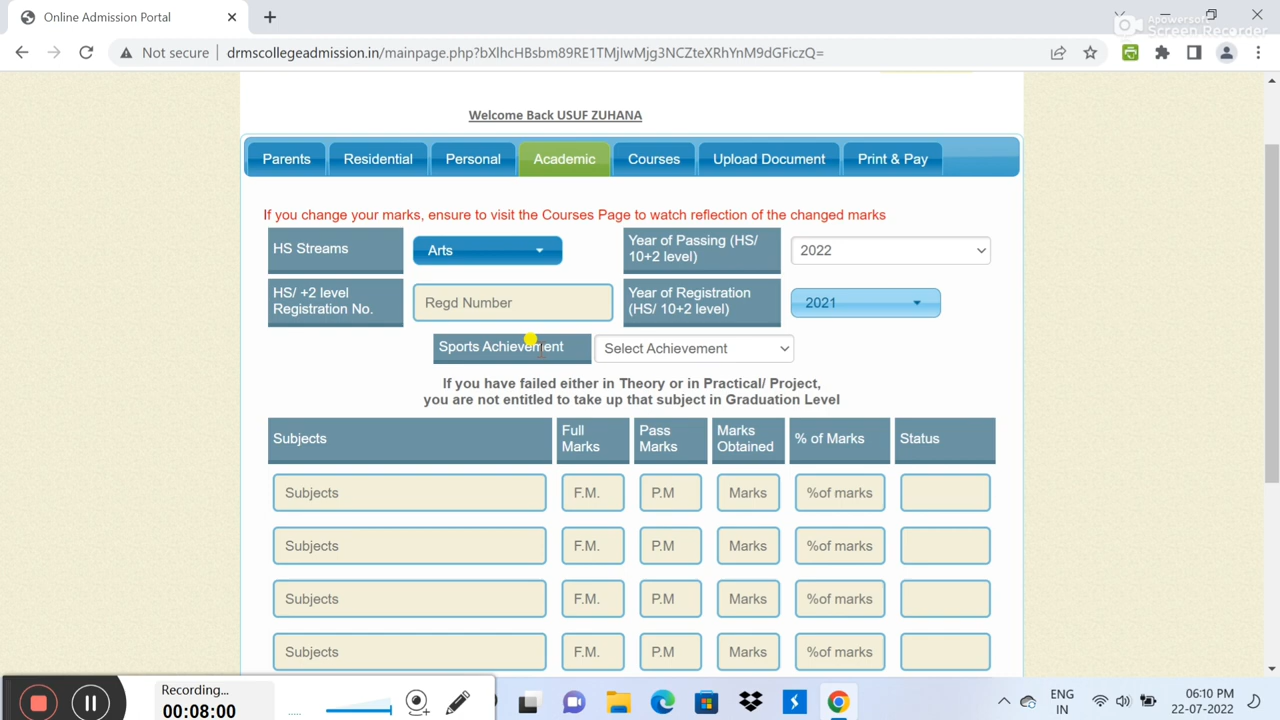 Online Admission Portal
Not secure
drmscollegeadmission.in/mainpage.php?bXlhcHBsbm89RE1TMjIwMjg3NCZteXRhYnM9dGFiczQ=
Apowersoft
Screen Recorder
Welcome Back USUF ZUHANA
Parents Residential Personal Academic Courses Upload Document Print & Pay
If you change your marks, ensure to visit the Courses Page to watch reflection of the changed marks
HS Streams
Arts
Year of Passing (HS/
10+2 level)
2022
HS/ +2 level
Registration No.
Regd Number
Year of Registration
(HS/ 10+2 level)
2021
Sports Achievement
Select Achievement
If you have failed either in Theory or in Practical/ Project,
you are not entitled to take up that subject in Graduation Level
Subjects
Full
Marks
Pass
Marks
Marks
Obtained
% of Marks
Status
Subjects F.M. P.M Marks %of marks
Subjects F.M. P.M Marks %of marks
Subjects F.M. P.M Marks %of marks
Subjects F.M. P.M Marks %of marks
Recording...
00:08:00
ENG
IN
06:10 PM
22-07-2022